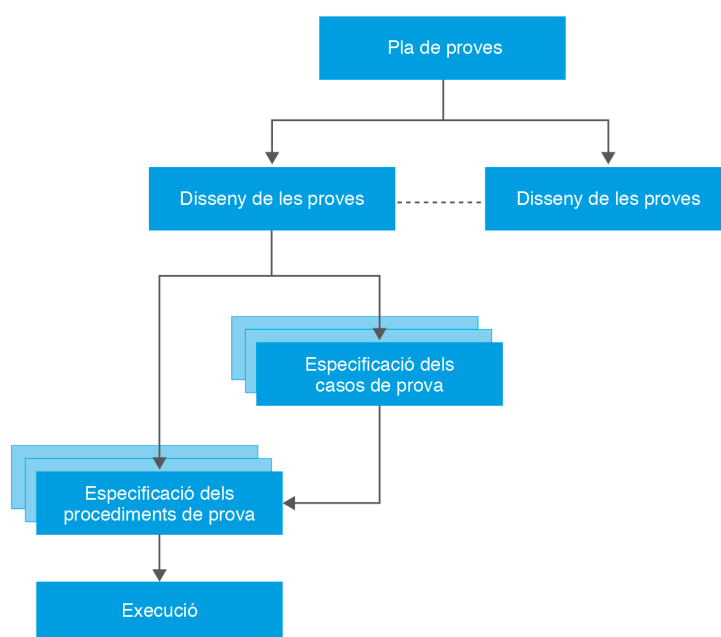 Pla de proves
Disseny de les proves
Disseny de les proves
Especificació dels
casos de prova
Especificació dels
procediments de prova
Execució